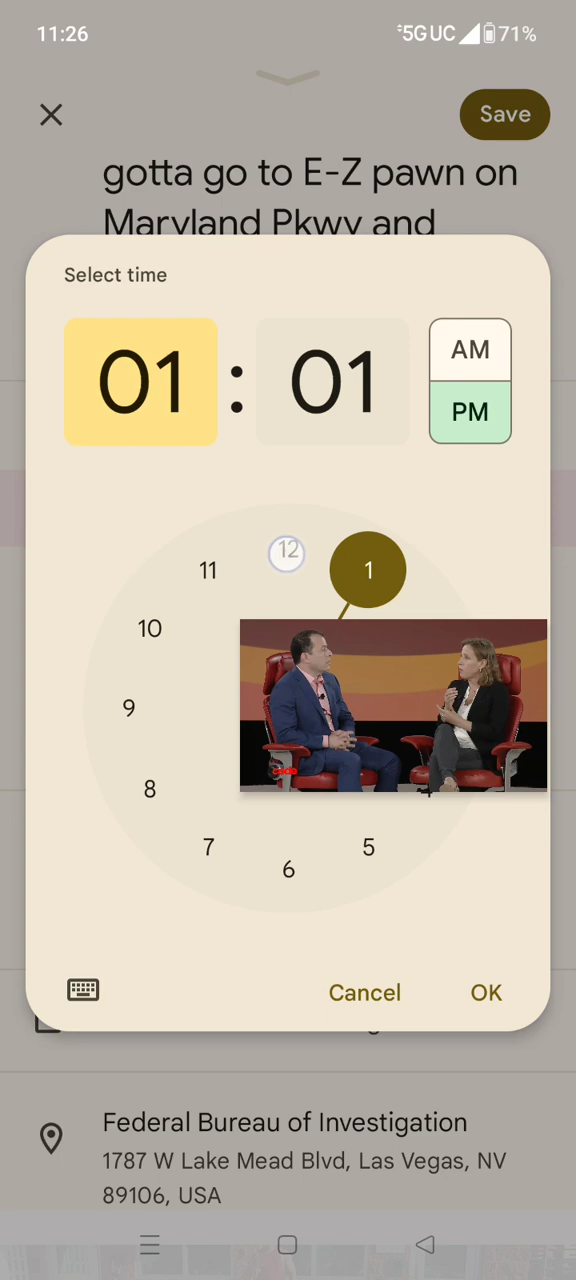 11:26 5G UC 71%
Save
gotta go to E-Z pawn on
Maryland Pkwy and
Select time
01 : 01 AM
PM
12
11 1
10
9
8
7 5
6
Cancel OK
Federal Bureau of Investigation
1787 W Lake Mead Blvd, Las Vegas, NV
89106, USA